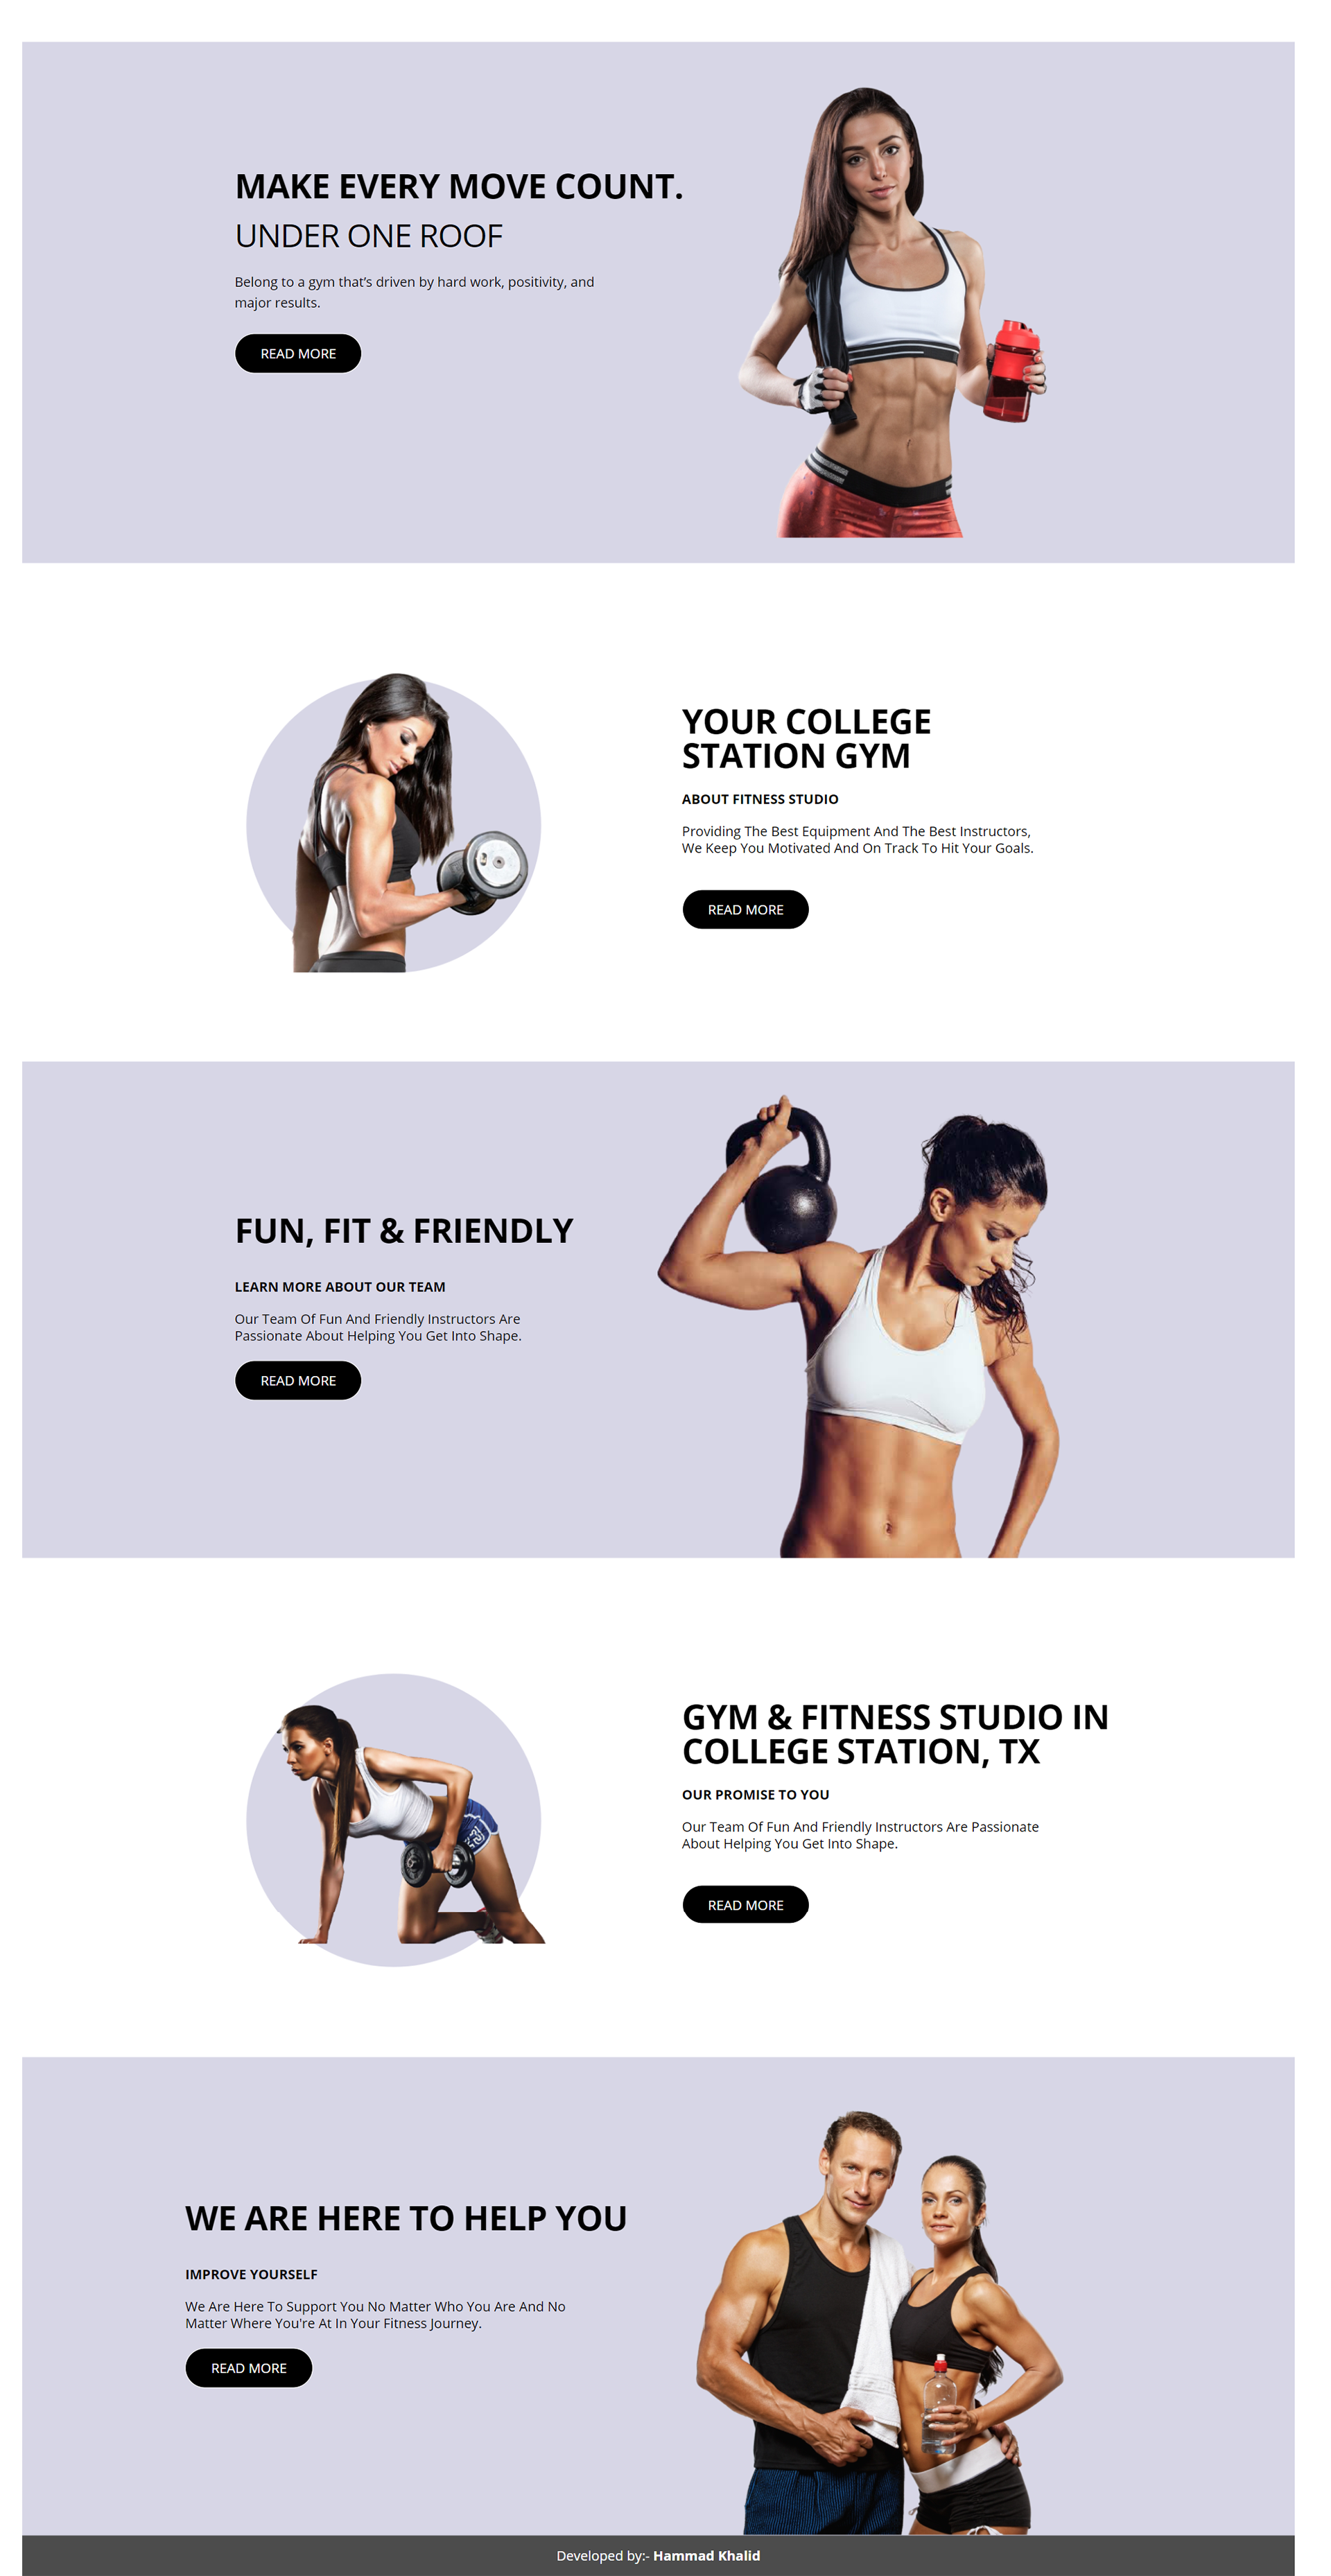 MAKE EVERY MOVE COUNT.
UNDER ONE ROOF
Belong to a gym that's driven by hard work, positivity, and
major results.
READ MORE
YOUR COLLEGE
STATION GYM
ABOUT FITNESS STUDIO
Providing The Best Equipment And The Best Instructors,
We Keep You Motivated And On Track To Hit Your Goals.
READ MORE
FUN, FIT & FRIENDLY
LEARN MORE ABOUT OUR TEAM
Our Team Of Fun And Friendly Instructors Are
Passionate About Helping You Get Into Shape.
READ MORE
GYM & FITNESS STUDIO IN
COLLEGE STATION, TX
OUR PROMISE TO YOU
Our Team Of Fun And Friendly Instructors Are Passionate
About Helping You Get Into Shape.
READ MORE
WE ARE HERE TO HELP YOU
IMPROVE YOURSELF
We Are Here To Support You No Matter Who You Are And No
Matter Where You're At In Your Fitness Journey.
READ MORE
Developed by:- Hammad Khalid